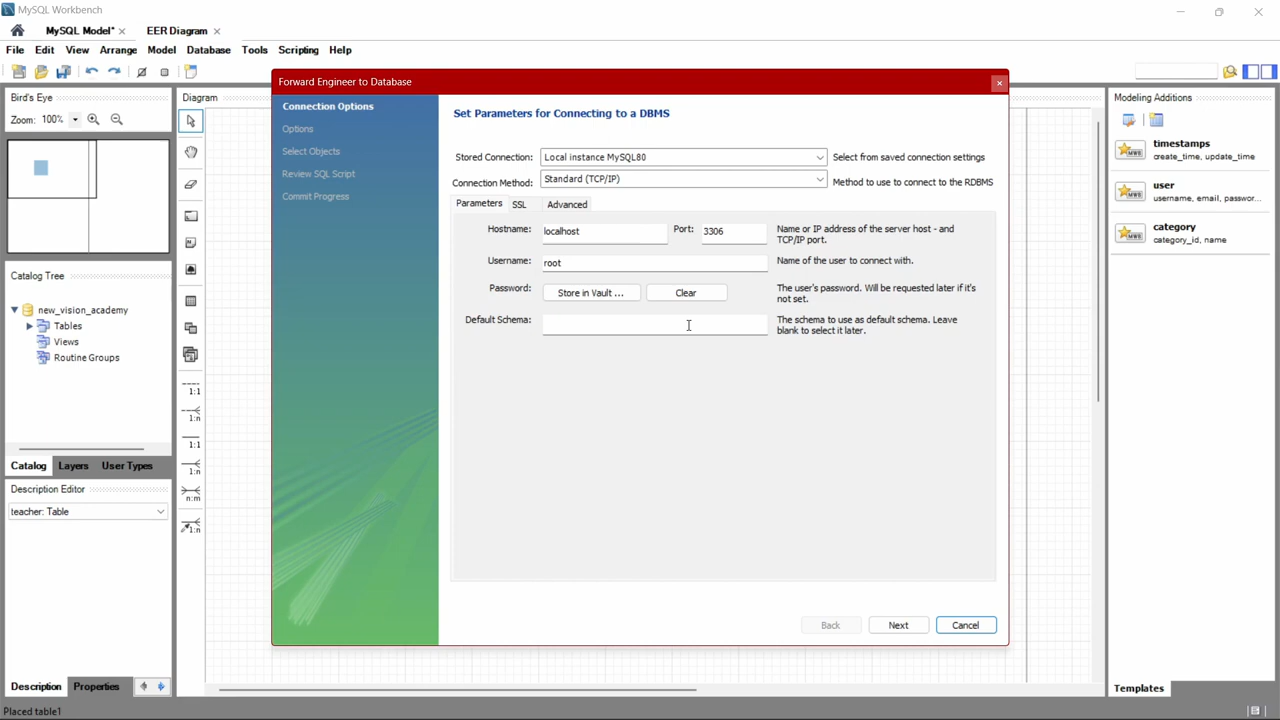 MySQL Workbench
MySQL Model*
EER Diagram
File Edit View Arrange Model Database Tools Scripting Help
Bird's Eye
Zoom: 100%
Diagram
Catalog Tree
new_vision_academy
Tables
Views
Routine Groups
Catalog Layers User Types
Description Editor
teacher: Table
Description Properties
Placed table1
1:1
1:n
1:1
1:n
n:m
1:n
Forward Engineer to Database
Connection Options
Options
Select Objects
Review SQL Script
Commit Progress
Set Parameters for Connecting to a DBMS
Stored Connection: Local instance MySQL80 Select from saved connection settings
Connection Method: Standard (TCP/IP) Method to use to connect to the RDBMS
Parameters SSL Advanced
Hostname: localhost Port: 3306 Name or IP address of the server host - and
TCP/IP port.
Username: root Name of the user to connect with.
Password: Store in Vault ... Clear The user's password. Will be requested later if it's
not set.
Default Schema: The schema to use as default schema. Leave
blank to select it later.
Back Next Cancel
Modeling Additions
timestamps
create_time, update_time
user
username, email, passwor...
category
category_id, name
Templates